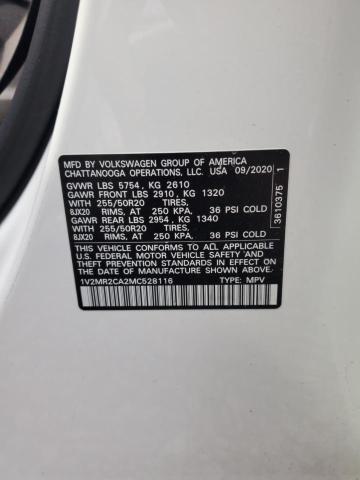 MFD BY VOLKSWAGEN GROUP OF AMERICA
CHATTANOOGA OPERATIONS, LLC. USA 09/2020
GVWR LBS 5754, KG 2610
GAWR FRONT LBS 2910, KG 1320
WITH 255/50R20 TIRES,
8JX20 RIMS, AT 250 KPA, 36 PSI COLD
GAWR REAR LBS 2954, KG 1340
WITH 255/50R20 TIRES,
8JX20 RIMS, AT 250 KPA, 36 PSI COLD
THIS VEHICLE CONFORMS TO ALL APPLICABLE
U.S. FEDERAL MOTOR VEHICLE SAFETY AND
THEFT PREVENTION STANDARDS IN EFFECT ON
THE DATE OF MANUFACTURE SHOWN ABOVE.
1V2MR2CA2MC528116 TYPE: MPV
3610375 1